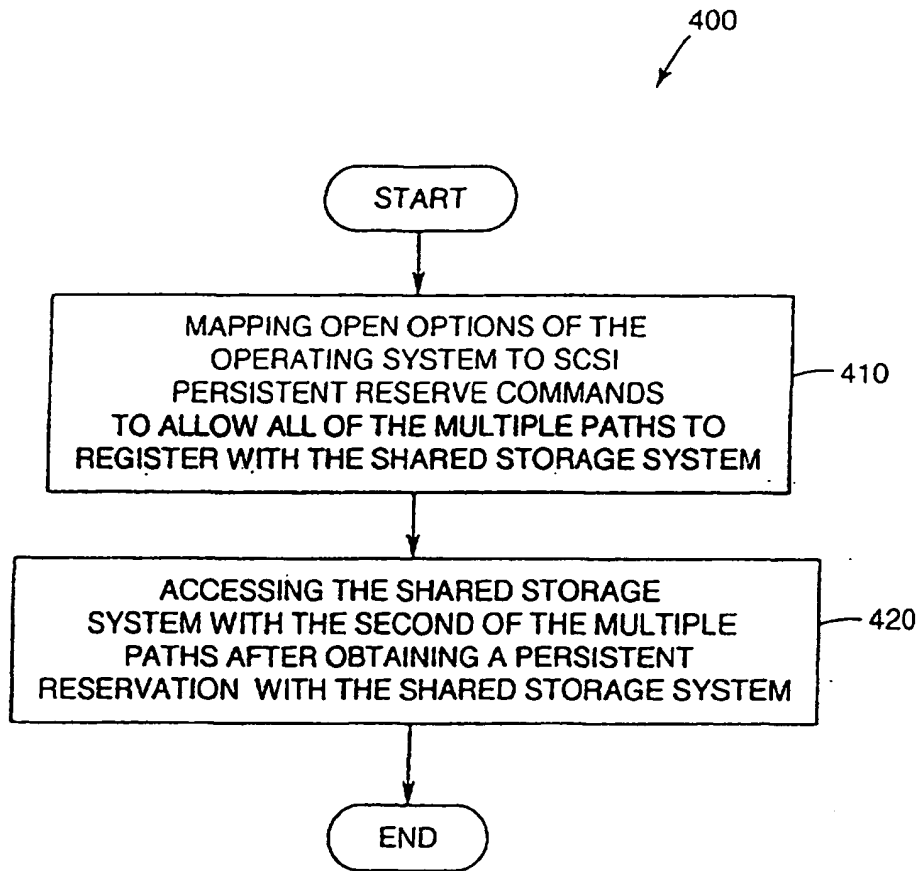 400
START
MAPPING OPEN OPTIONS OF THE
OPERATING SYSTEM TO SCSI
PERSISTENT RESERVE COMMANDS
TO ALLOW ALL OF THE MULTIPLE PATHS TO
REGISTER WITH THE SHARED STORAGE SYSTEM
410
ACCESSING THE SHARED STORAGE
SYSTEM WITH THE SECOND OF THE MULTIPLE
PATHS AFTER OBTAINING A PERSISTENT
RESERVATION WITH THE SHARED STORAGE SYSTEM
420
END